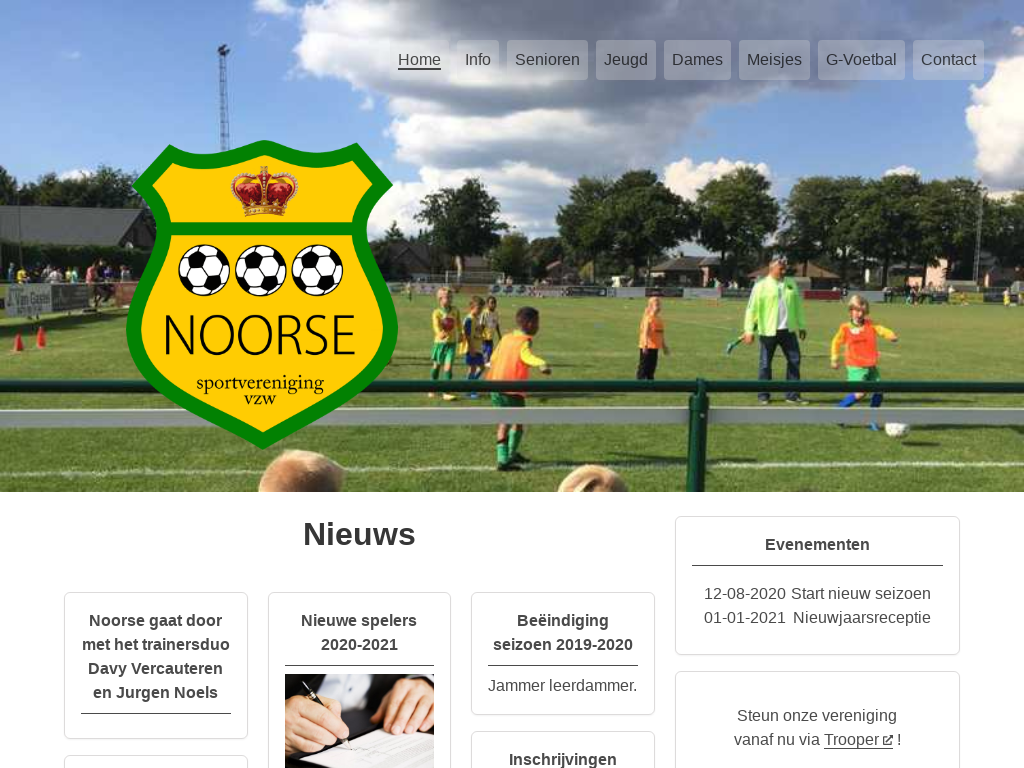 Home Info Senioren Jeugd Dames Meisjes G-Voetbal Contact
NOORSE
sportvereniging
vzw
Van Gastel
Nieuws
Noorse gaat door
met het trainersduo
Davy Vercauteren
en Jurgen Noels
Nieuwe spelers
2020-2021
Beëindiging
seizoen 2019-2020
Jammer leerdammer.
Inschrijvingen
Evenementen
12-08-2020 Start nieuw seizoen
01-01-2021 Nieuwjaarsreceptie
Steun onze vereniging
vanaf nu via Trooper !